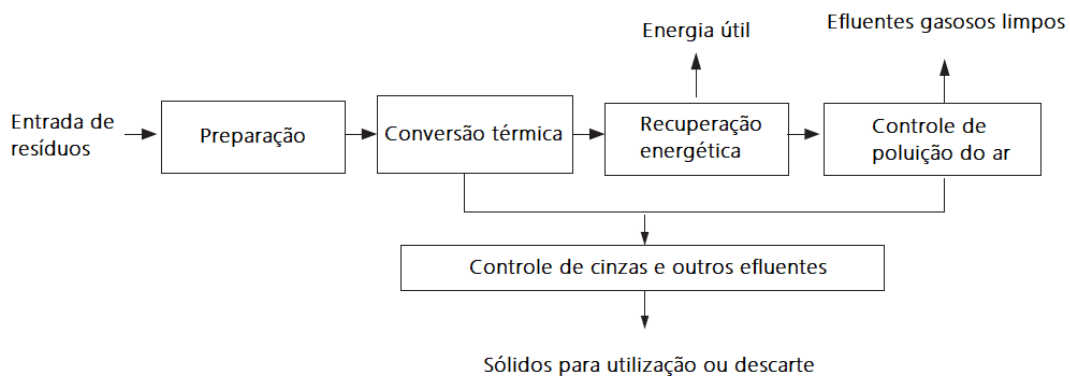 Energia útil
Efluentes gasosos limpos
Entrada de
resíduos
Preparação
Conversão térmica
Recuperação
energética
Controle de
poluição do ar
Controle de cinzas e outros efluentes
Sólidos para utilização ou descarte